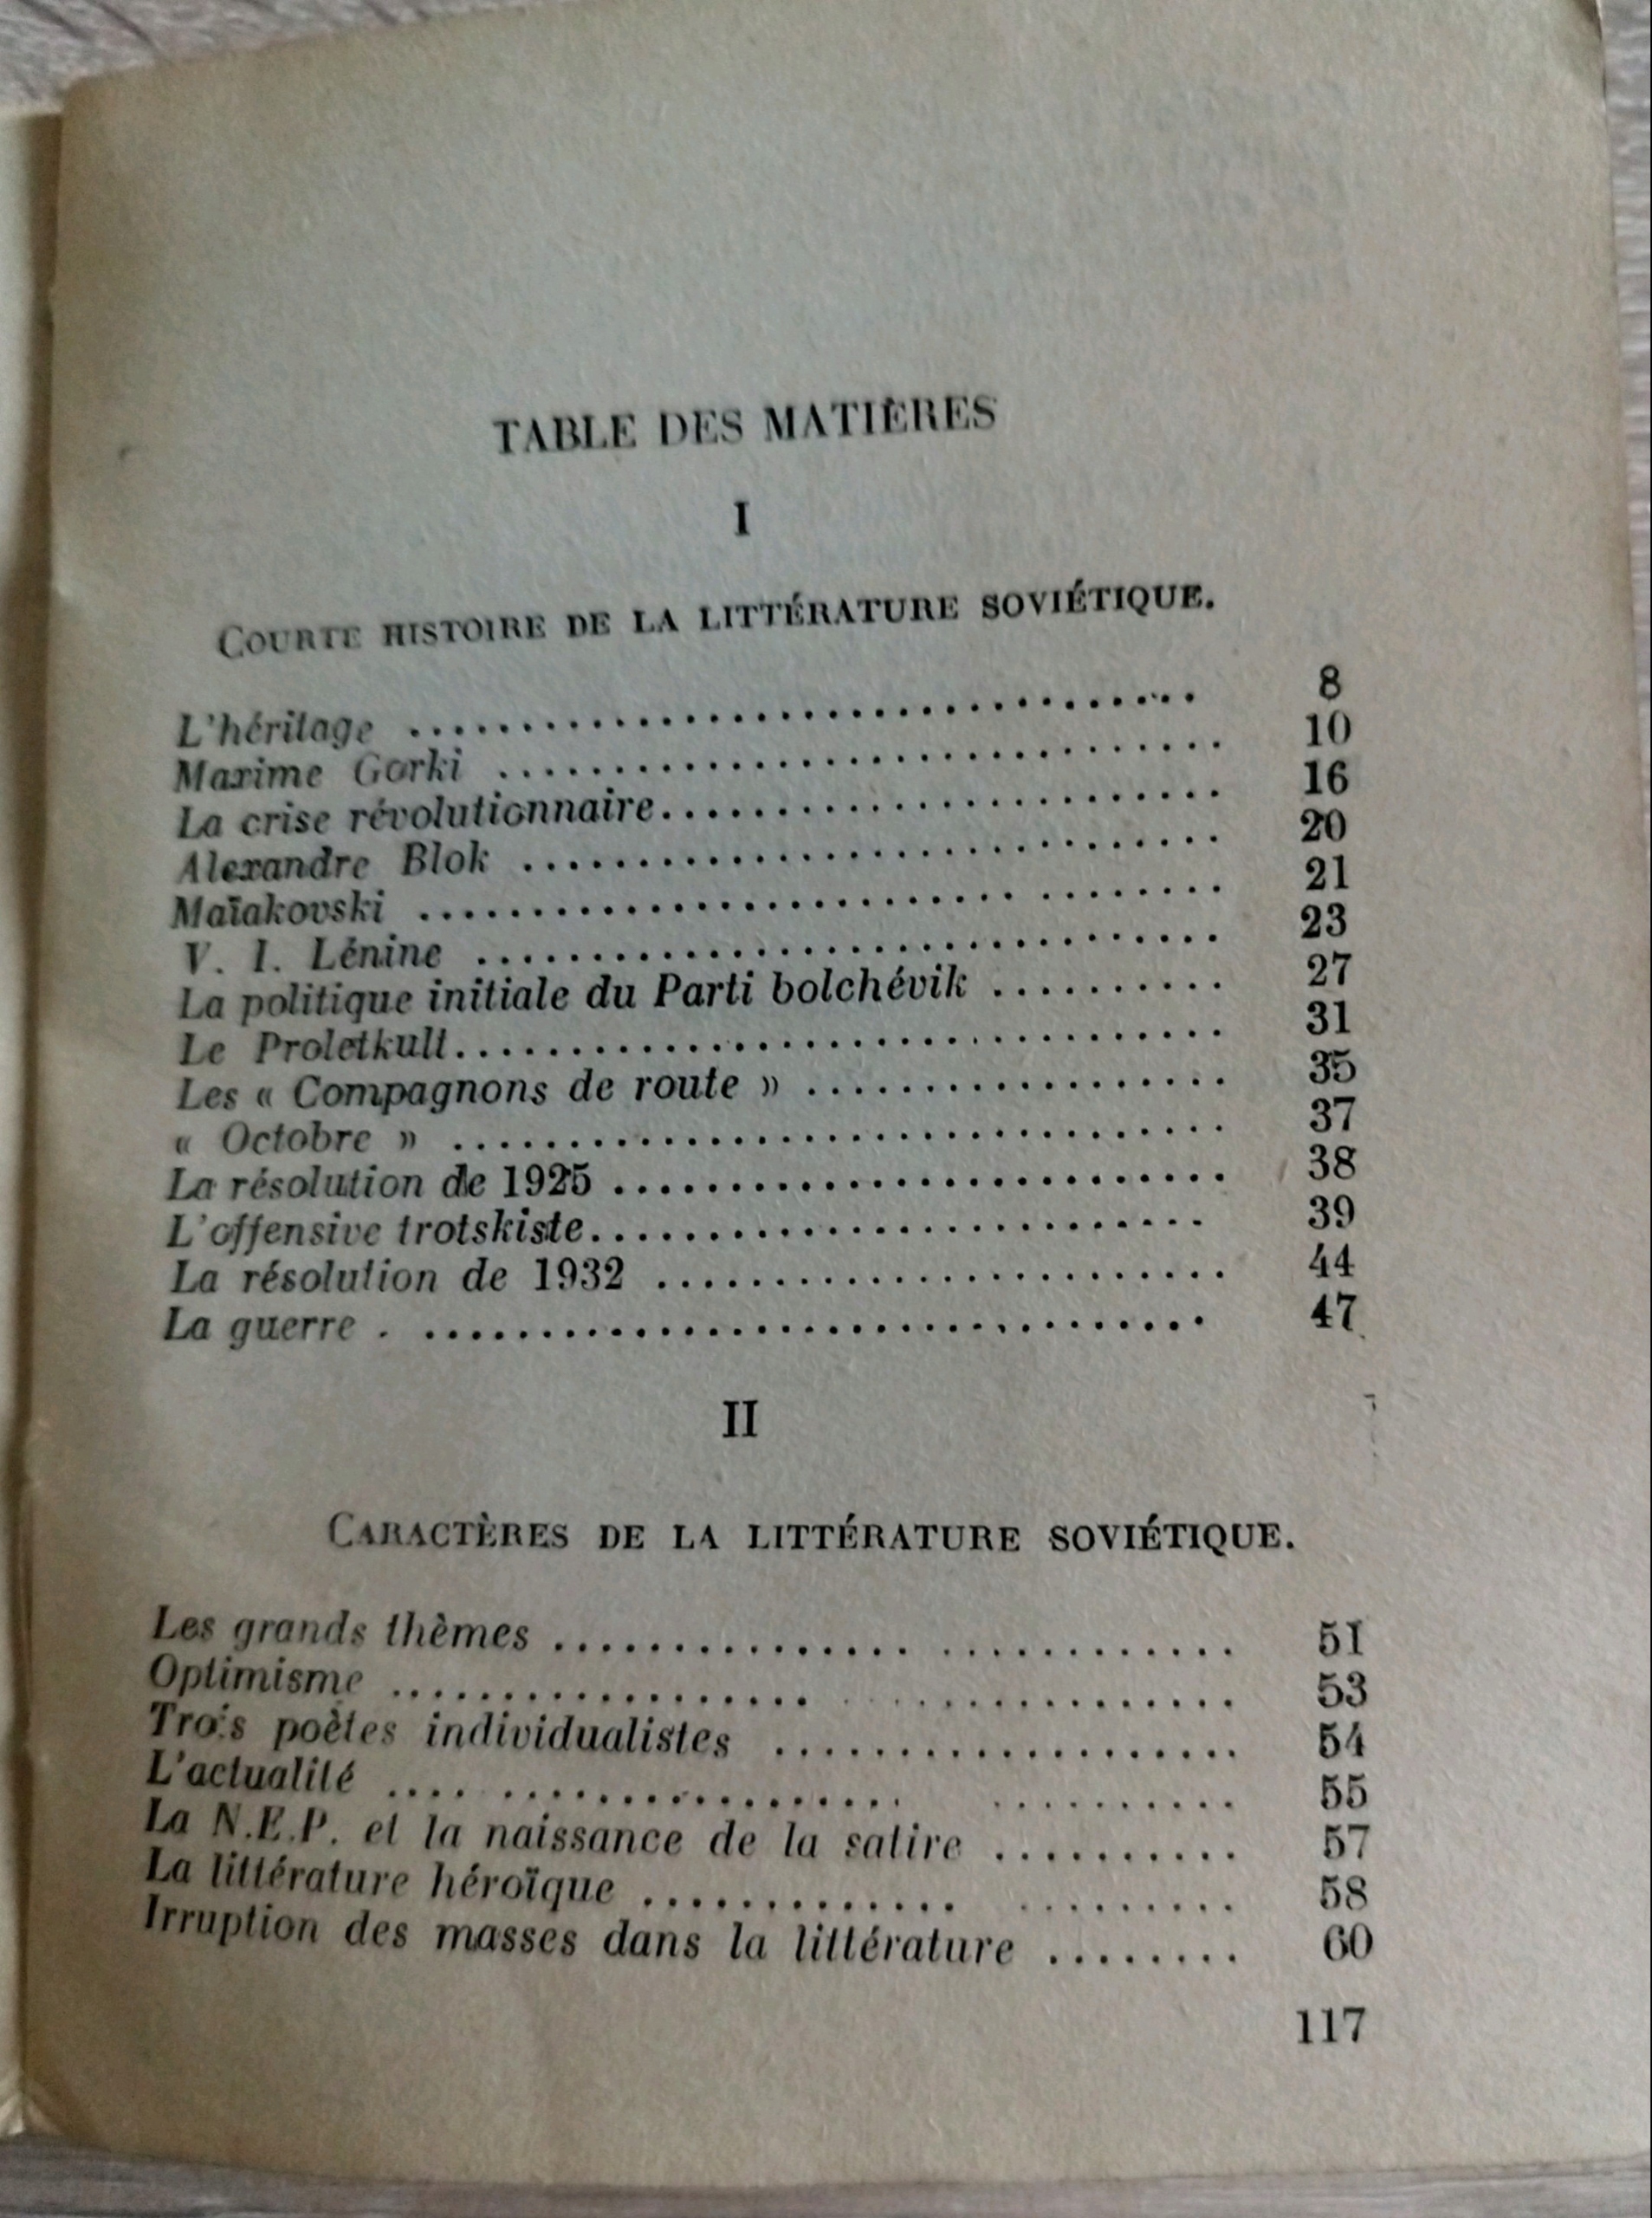 TABLE DES MATIÈRES
I
COURTE HISTOIRE DE LA LITTÉRATURE SOVIÉTIQUE.
L'héritage .................................. 8
Maxime Gorki ................................ 10
La crise révolutionnaire......................... 16
Alexandre Blok ............................... 20
Maïakovski ................................... 21
V. I. Lénine ................................. 23
La politique initiale du Parti bolchévik .......... 27
Le Proletkult.................................. 31
Les « Compagnons de route » .................. 35
« Octobre » .................................. 37
La résolution de 1925 ........................... 38
L'offensive trotskiste............................ 39
La résolution de 1932 ......................... 44
La guerre . .................................. 47
II
CARACTÈRES DE LA LITTÉRATURE SOVIÉTIQUE.
Les grands thèmes ............................ 51
Optimisme .................................. 53
Trois poètes individualistes .................... 54
L'actualité .................................. 55
La N.E.P. et la naissance de la satire .......... 57
La littérature héroïque ........................ 58
Irruption des masses dans la littérature ........ 60
117